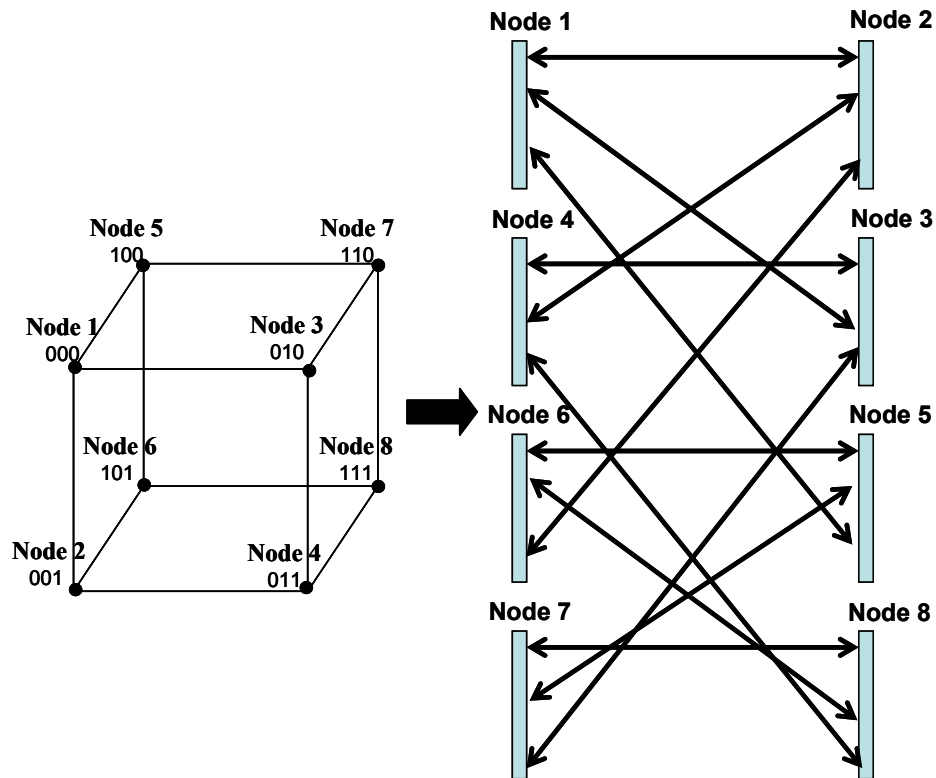 Node 1
Node 2
Node 4
Node 3
Node 6
Node 5
Node 7
Node 8
Node 5
100
Node 7
110
Node 1
000
Node 3
010
Node 6
101
Node 8
111
Node 2
001
Node 4
011